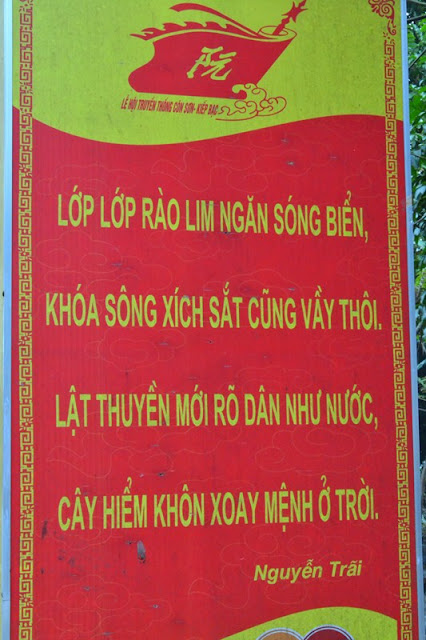 LỄ HỘI TRUYỀN THỐNG CÔN SƠN- KIẾP BẠC
LỚP LỚP RÀO LIM NGĂN SÓNG BIỂN,
KHÓA SÔNG XÍCH SẮT CŨNG VẦY THÔI.
LẬT THUYỀN MỚI RÕ DÂN NHƯ NƯỚC,
CÂY HIỂM KHÔN XOAY MỆNH Ở TRỜI.
Nguyễn Trãi